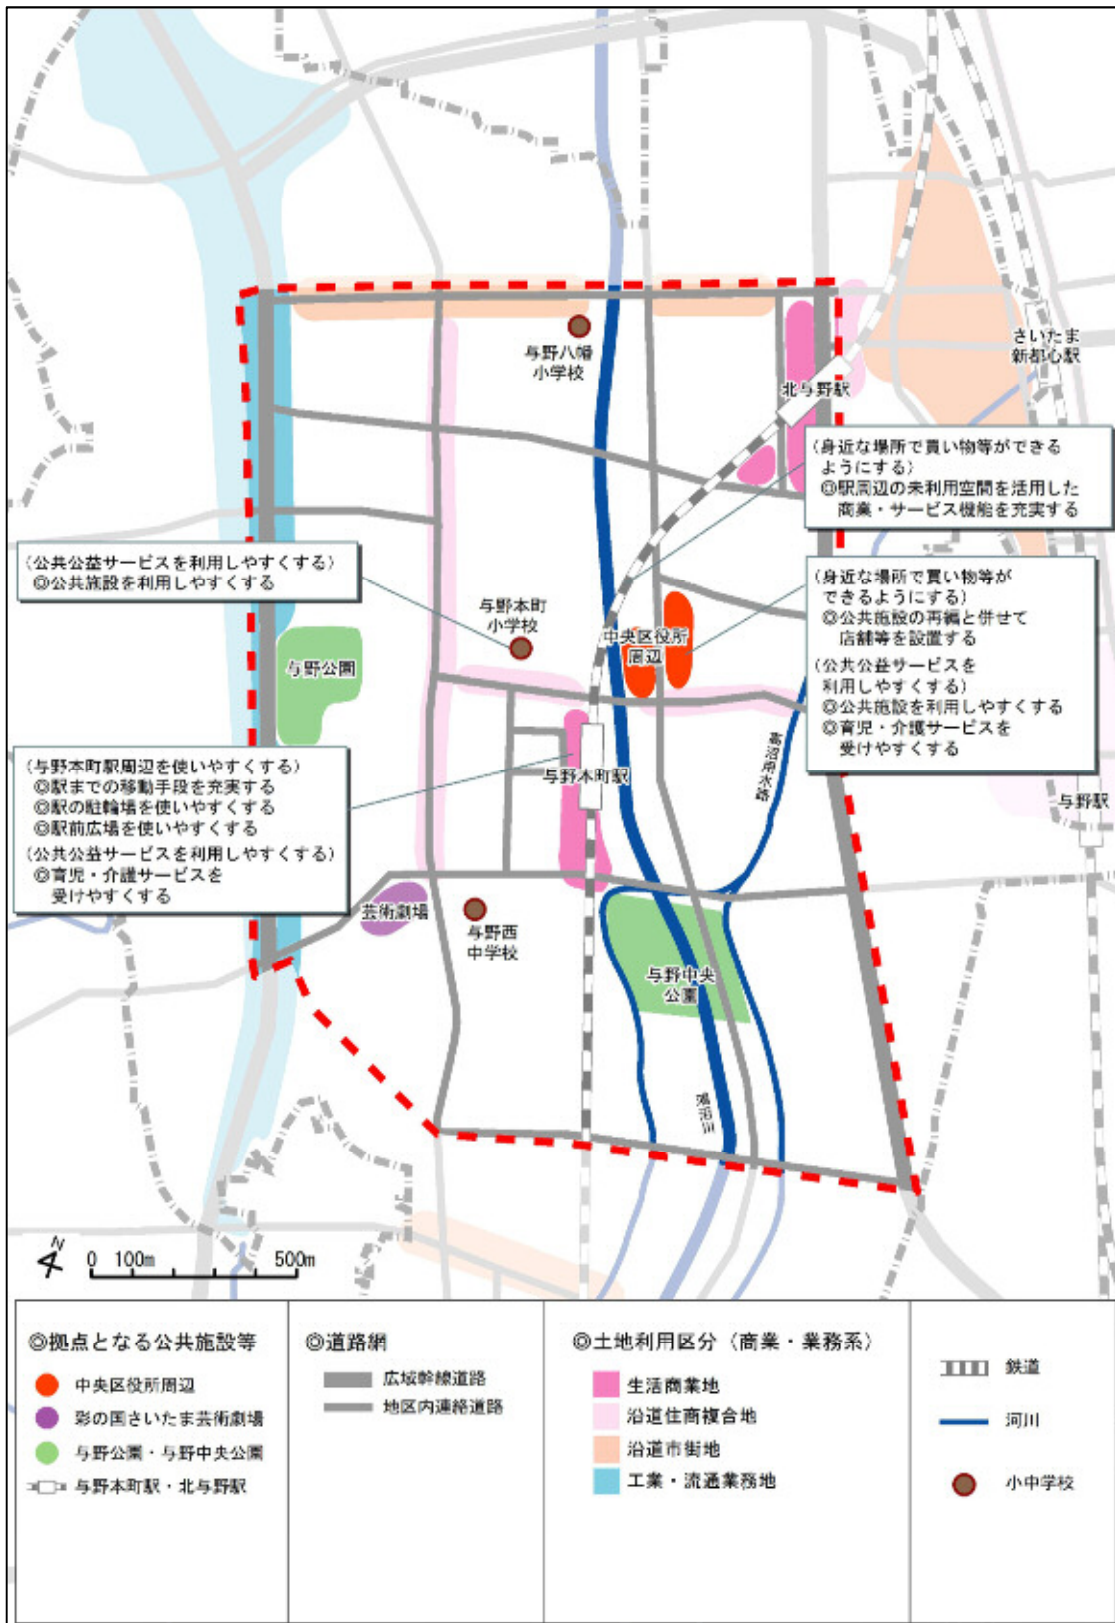 与野八幡
小学校
さいたま
新都心駅
北与野駅
（身近な場所で買い物等ができる
ようにする）
◎駅周辺の未利用空間を活用した
商業・サービス機能を充実する
（公共公益サービスを利用しやすくする）
◎公共施設を利用しやすくする
与野本町
小学校
中央区役所
周辺
（身近な場所で買い物等が
できるようにする）
◎公共施設の再編と併せて
店舗等を設置する
（公共公益サービスを
利用しやすくする）
◎公共施設を利用しやすくする
◎育児・介護サービスを
受けやすくする
与野公園
（与野本町駅周辺を使いやすくする）
◎駅までの移動手段を充実する
◎駅の駐輪場を使いやすくする
◎駅前広場を使いやすくする
（公共公益サービスを利用しやすくする）
◎育児・介護サービスを
受けやすくする
与野本町駅
与野駅
芸術劇場
与野西
中学校
与野中央
公園
N
0 100m 500m
◎拠点となる公共施設等
中央区役所周辺
彩の国さいたま芸術劇場
与野公園・与野中央公園
与野本町駅・北与野駅
◎道路網
広域幹線道路
地区内連絡道路
◎土地利用区分（商業・業務系）
生活商業地
沿道住商複合地
沿道市街地
工業・流通業務地
鉄道
河川
小中学校